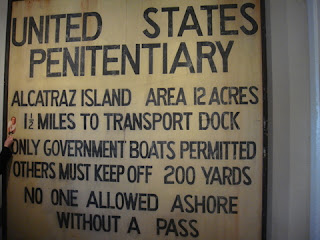 UNITED STATES
PENITENTIARY
ALCATRAZ ISLAND AREA 12 ACRES
1½ MILES TO TRANSPORT DOCK
ONLY GOVERNMENT BOATS PERMITTED
OTHERS MUST KEEP OFF 200 YARDS
NO ONE ALLOWED ASHORE
WITHOUT A PASS